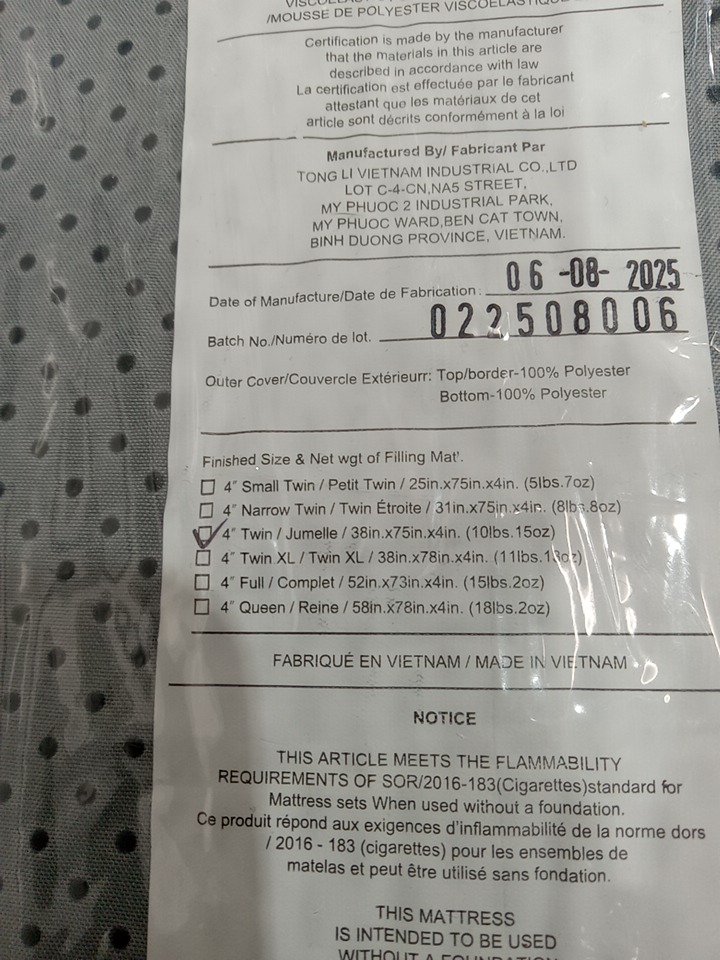 /MOUSSE DE POLYESTER
Certification is made by the manufacturer
that the materials in this article are
described in accordance with law
La certification est effectuée par le fabricant
attestant que les matériaux de cet
article sont décrits conformément à la loi
Manufactured By/ Fabricant Par
TONG LI VIETNAM INDUSTRIAL CO.,LTD
LOT C-4-CN,NA5 STREET,
MY PHUOC 2 INDUSTRIAL PARK,
MY PHUOC WARD,BEN CAT TOWN,
BINH DUONG PROVINCE, VIETNAM.
Date of Manufacture/Date de Fabrication: 06 -08- 2025
Batch No./Numéro de lot. 022508006
Outer Cover/Couvercle Extérieurr: Top/border-100% Polyester
Bottom-100% Polyester
Finished Size & Net wgt of Filling Mat'.
4" Small Twin / Petit Twin / 25in.x75in.x4in. (5lbs.7oz)
4" Narrow Twin / Twin Étroite / 31in.x75in.x4in. (8lbs.8oz)
4" Twin / Jumelle / 38in.x75in.x4in. (10lbs.15oz)
4" Twin XL / Twin XL / 38in.x78in.x4in.
4" Full / Complet / 52in.x73in.x4in. (15lbs.2oz)
4" Queen / Reine / 58in.x78in.x4in. (18lbs.2oz)
FABRIQUÉ EN VIETNAM / MADE IN VIETNAM
NOTICE
THIS ARTICLE MEETS THE FLAMMABILITY
REQUIREMENTS OF SOR/2016-183(Cigarettes)standard for
Mattress sets When used without a foundation.
Ce produit répond aux exigences d'inflammabilité de la norme dors
/ 2016 - 183 (cigarettes) pour les ensembles de
matelas et peut être utilisé sans fondation.
THIS MATTRESS
IS INTENDED TO BE USED
WITHOUT A FOUNDATION